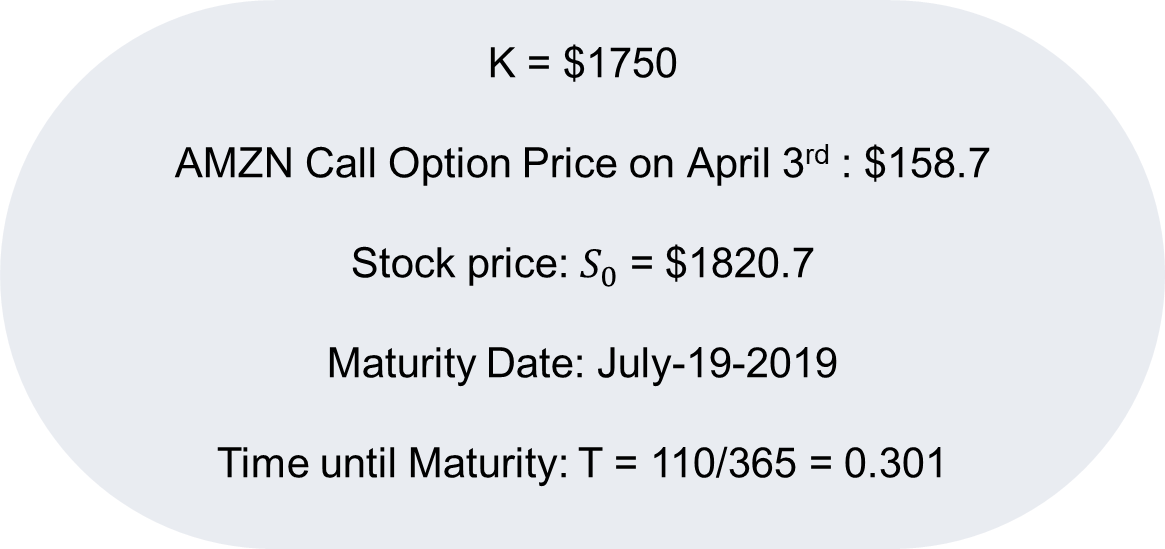 K = $1750
AMZN Call Option Price on April 3rd : $158.7
Stock price: S₀ = $1820.7
Maturity Date: July-19-2019
Time until Maturity: T = 110/365 = 0.301